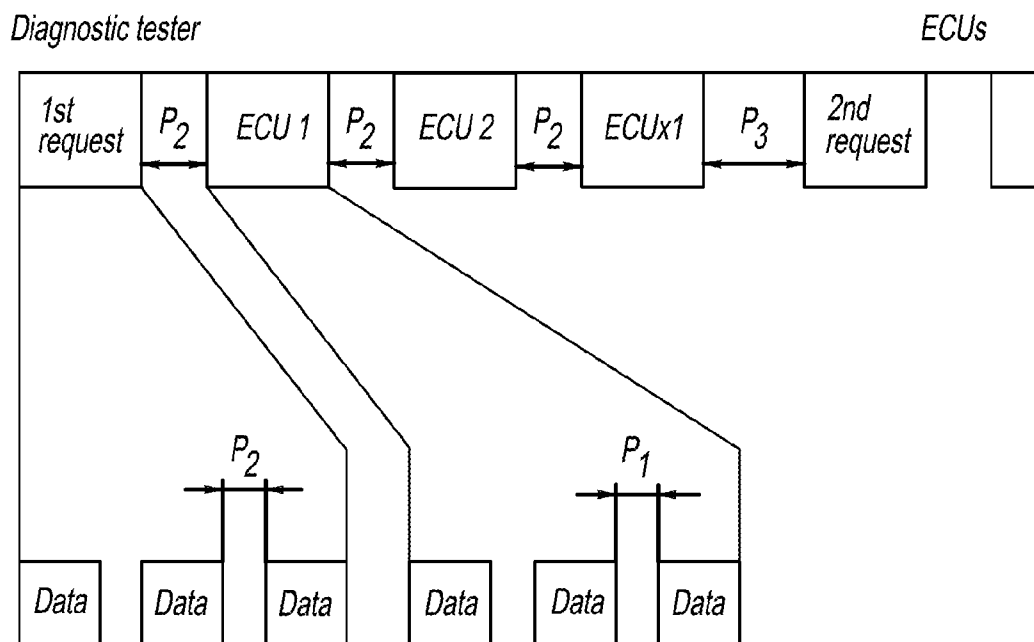 Diagnostic tester ECUs
1st request P2 ECU 1 P2 ECU 2 P2 ECUx1 P3 2nd request
P2 P1
Data Data Data Data Data Data